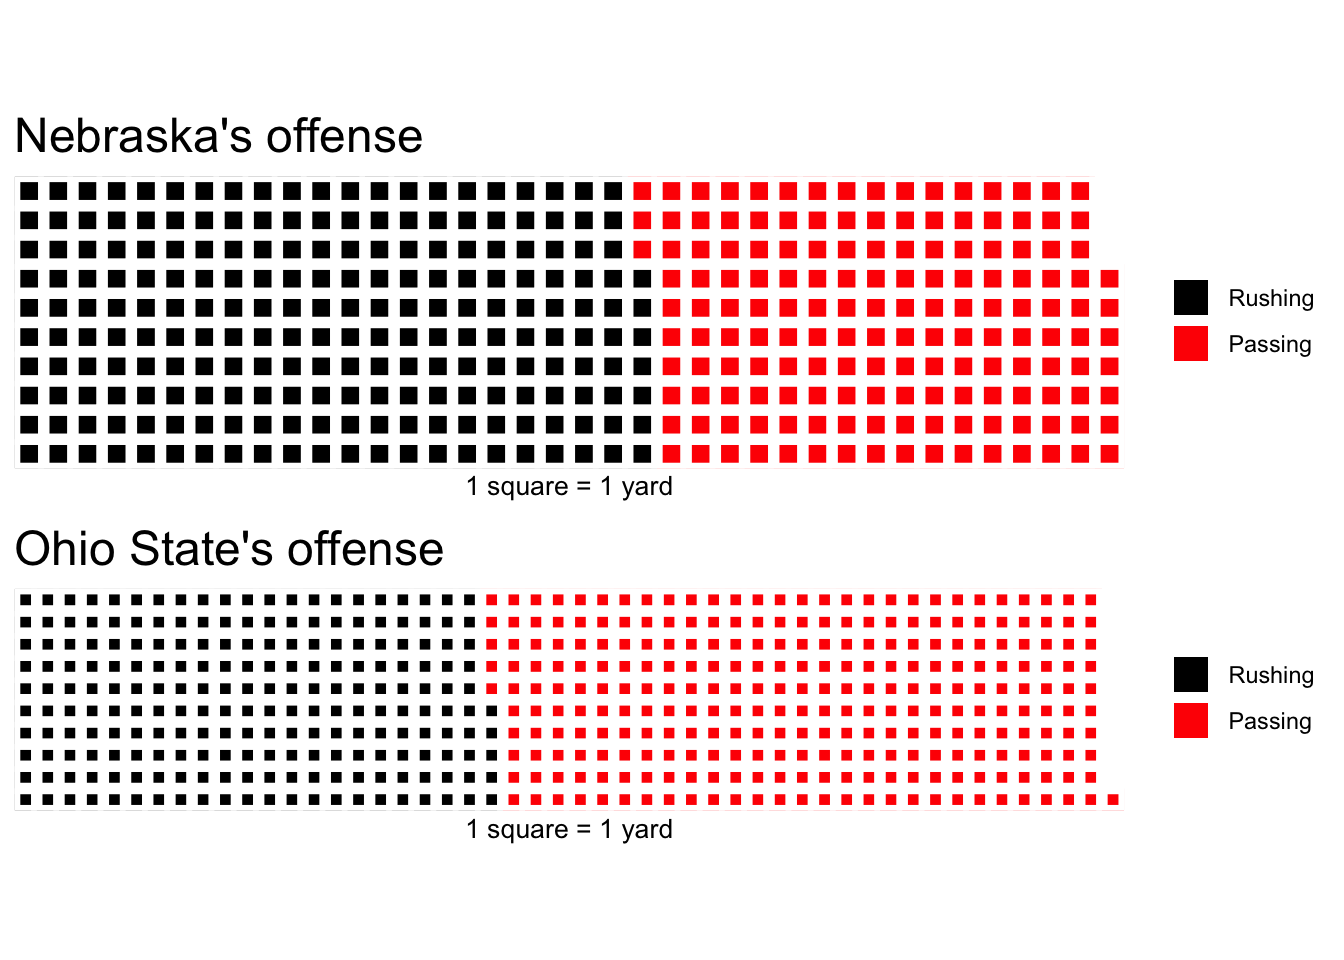 Nebraska's offense
Rushing
Passing
1 square = 1 yard
Ohio State's offense
Rushing
Passing
1 square = 1 yard